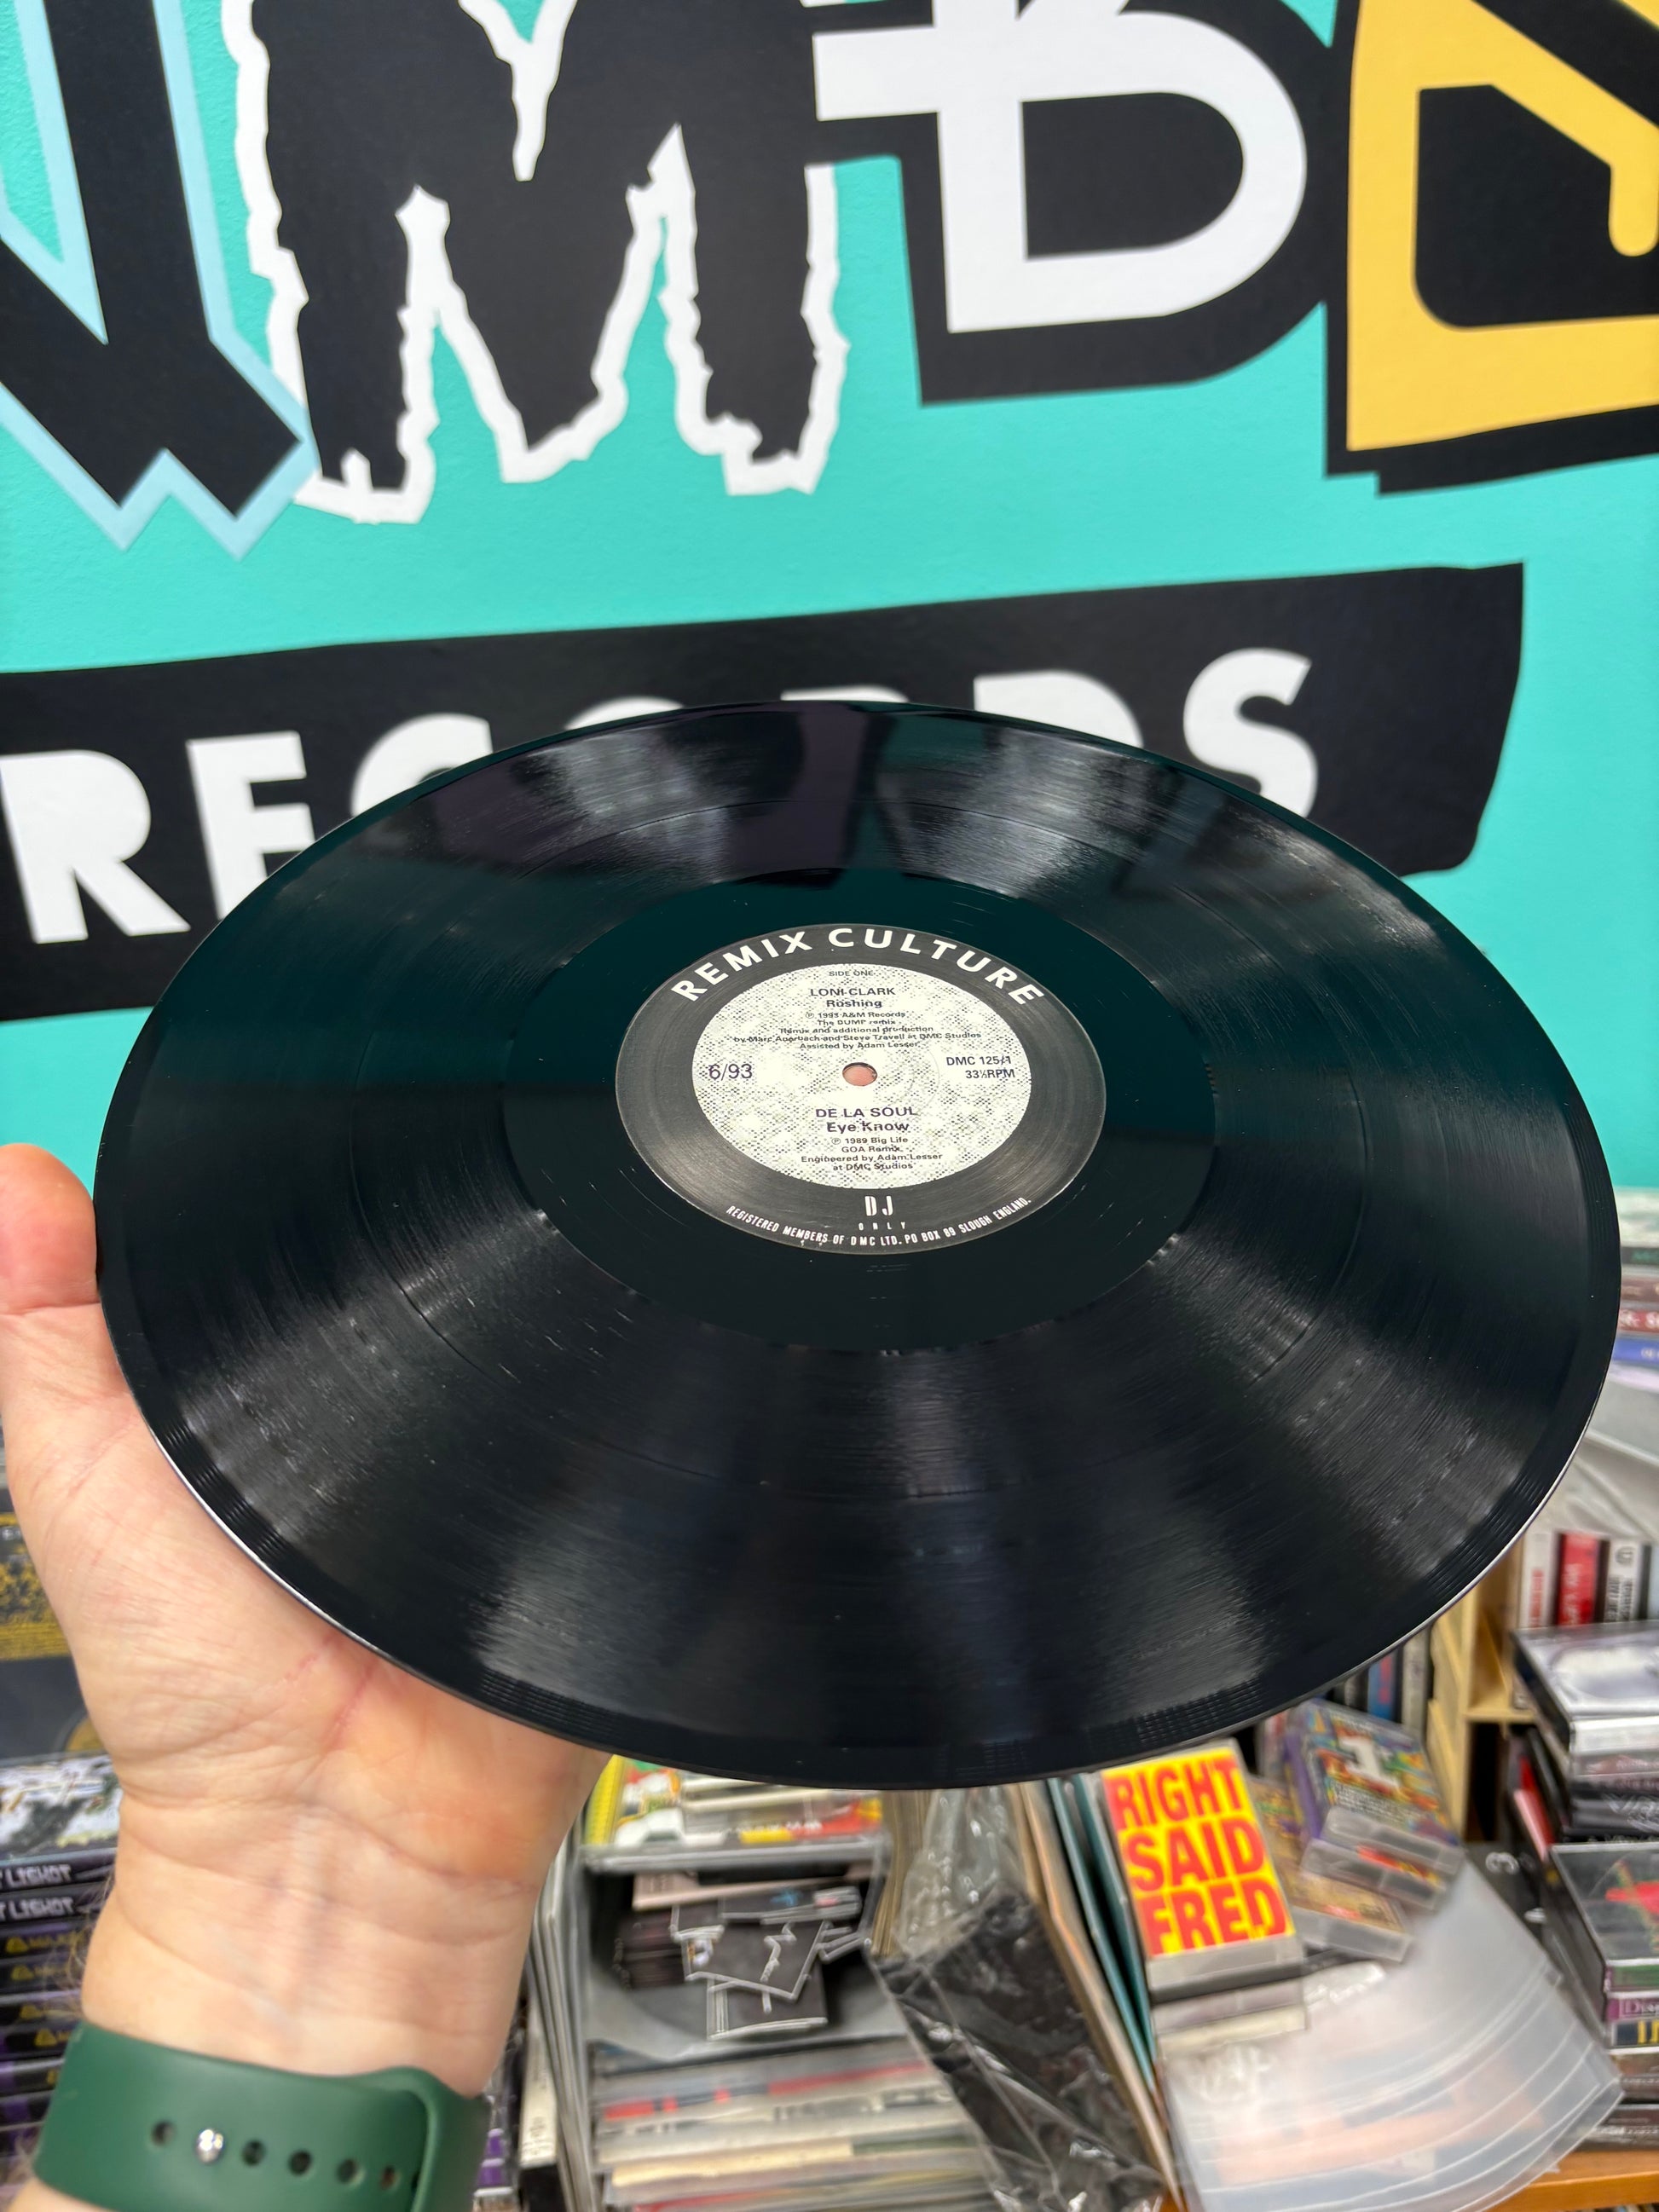 MB
RECORDS
REMIX CULTURE
SIDE ONE
LONI CLARK
Rushing
℗ 1993 A&M Records
The BUMP remix
Remix and additional production
by Marc Auerbach and Steve Travell at DMC Studios
Assisted by Adam Lesser
6/93
DMC 125/1
33⅓RPM
DE LA SOUL
Eye Know
℗ 1989 Big Life
GOA Remix
Engineered by Adam Lesser
at DMC Studios
DJ
ONLY
REGISTERED MEMBERS OF DMC LTD. PO BOX 89 SLOUGH ENGLAND.
RIGHT
SAID
FRED